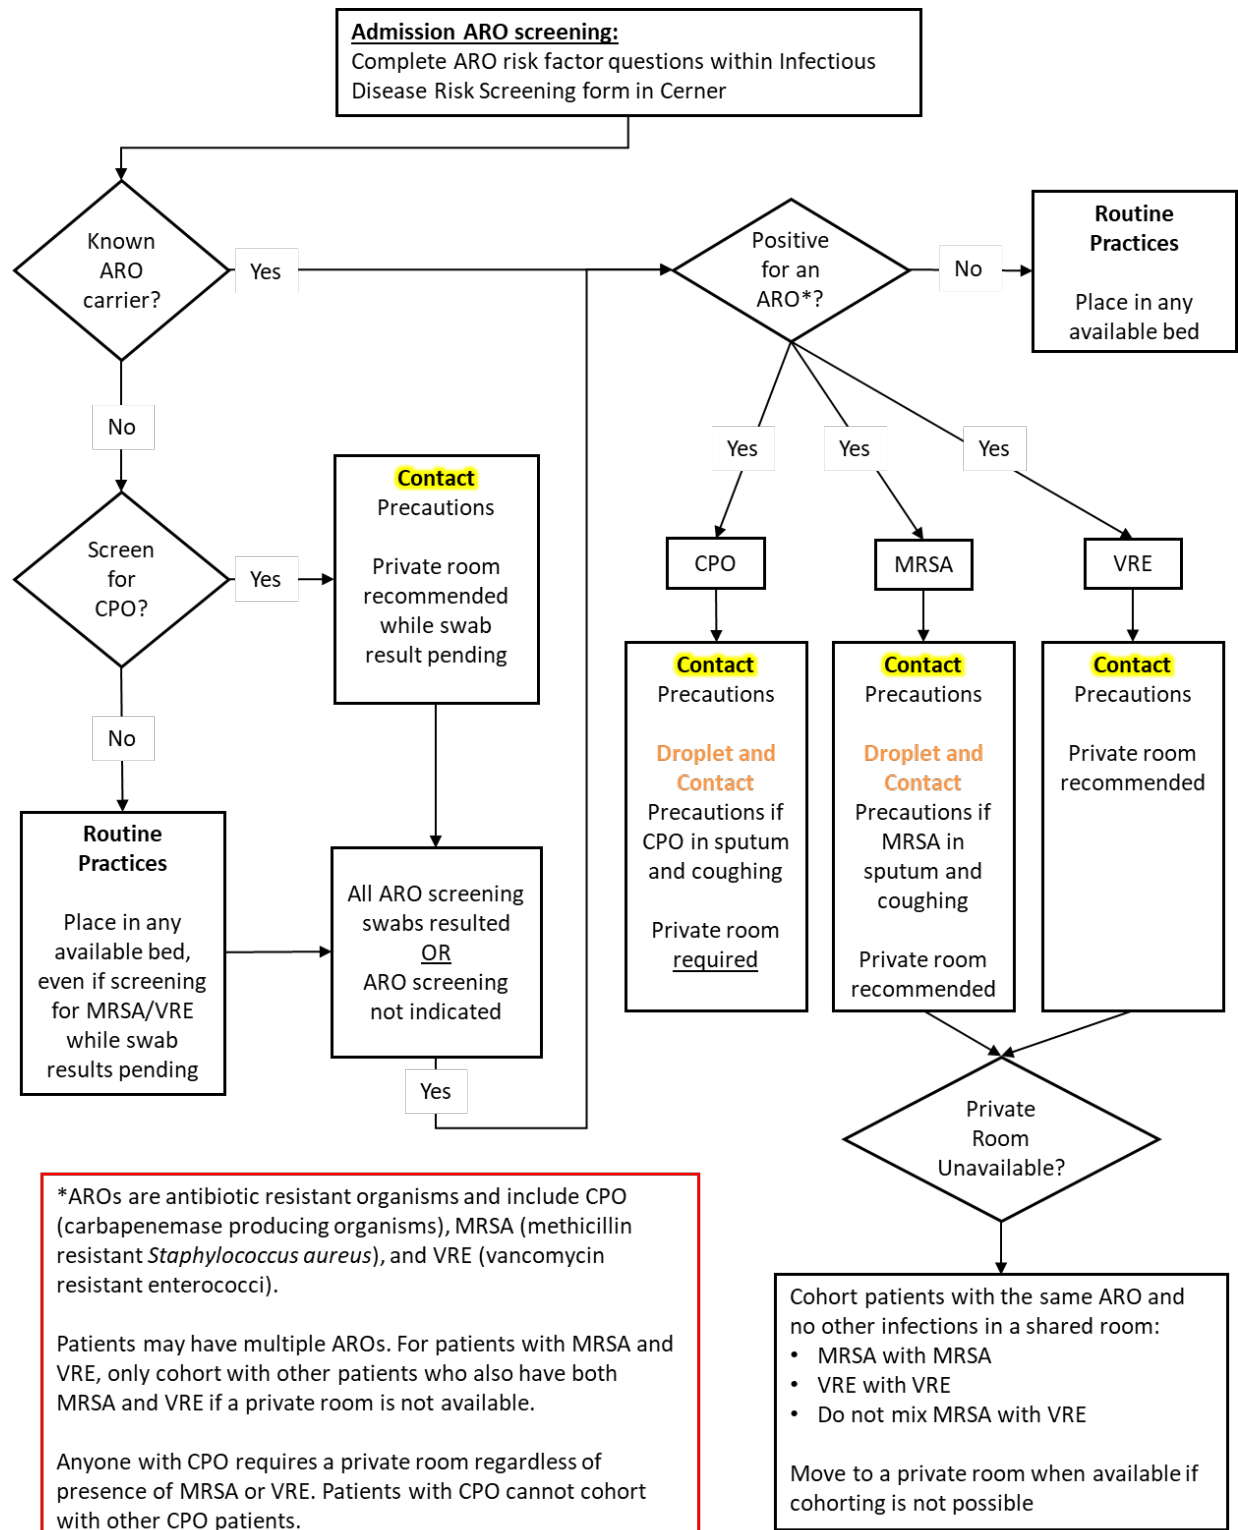 Admission ARO screening:
Complete ARO risk factor questions within Infectious
Disease Risk Screening form in Cerner
Known
ARO
carrier?
Yes
Positive
for an
ARO*?
No
Routine
Practices
Place in any
available bed
No
Yes
Yes
Yes
Screen
for
CPO?
Yes
Contact
Precautions
Private room
recommended
while swab
result pending
CPO
MRSA
VRE
No
Contact
Precautions
Droplet and
Contact
Precautions if
CPO in sputum
and coughing
Private room
required
Contact
Precautions
Droplet and
Contact
Precautions if
MRSA in
sputum and
coughing
Private room
recommended
Contact
Precautions
Private room
recommended
Routine
Practices
Place in any
available bed,
even if screening
for MRSA/VRE
while swab
results pending
All ARO screening
swabs resulted
OR
ARO screening
not indicated
Yes
Private
Room
Unavailable?
*AROs are antibiotic resistant organisms and include CPO
(carbapenemase producing organisms), MRSA (methicillin
resistant Staphylococcus aureus), and VRE (vancomycin
resistant enterococci).
Patients may have multiple AROs. For patients with MRSA and
VRE, only cohort with other patients who also have both
MRSA and VRE if a private room is not available.
Anyone with CPO requires a private room regardless of
presence of MRSA or VRE. Patients with CPO cannot cohort
with other CPO patients.
Cohort patients with the same ARO and
no other infections in a shared room:
• MRSA with MRSA
• VRE with VRE
• Do not mix MRSA with VRE
Move to a private room when available if
cohorting is not possible